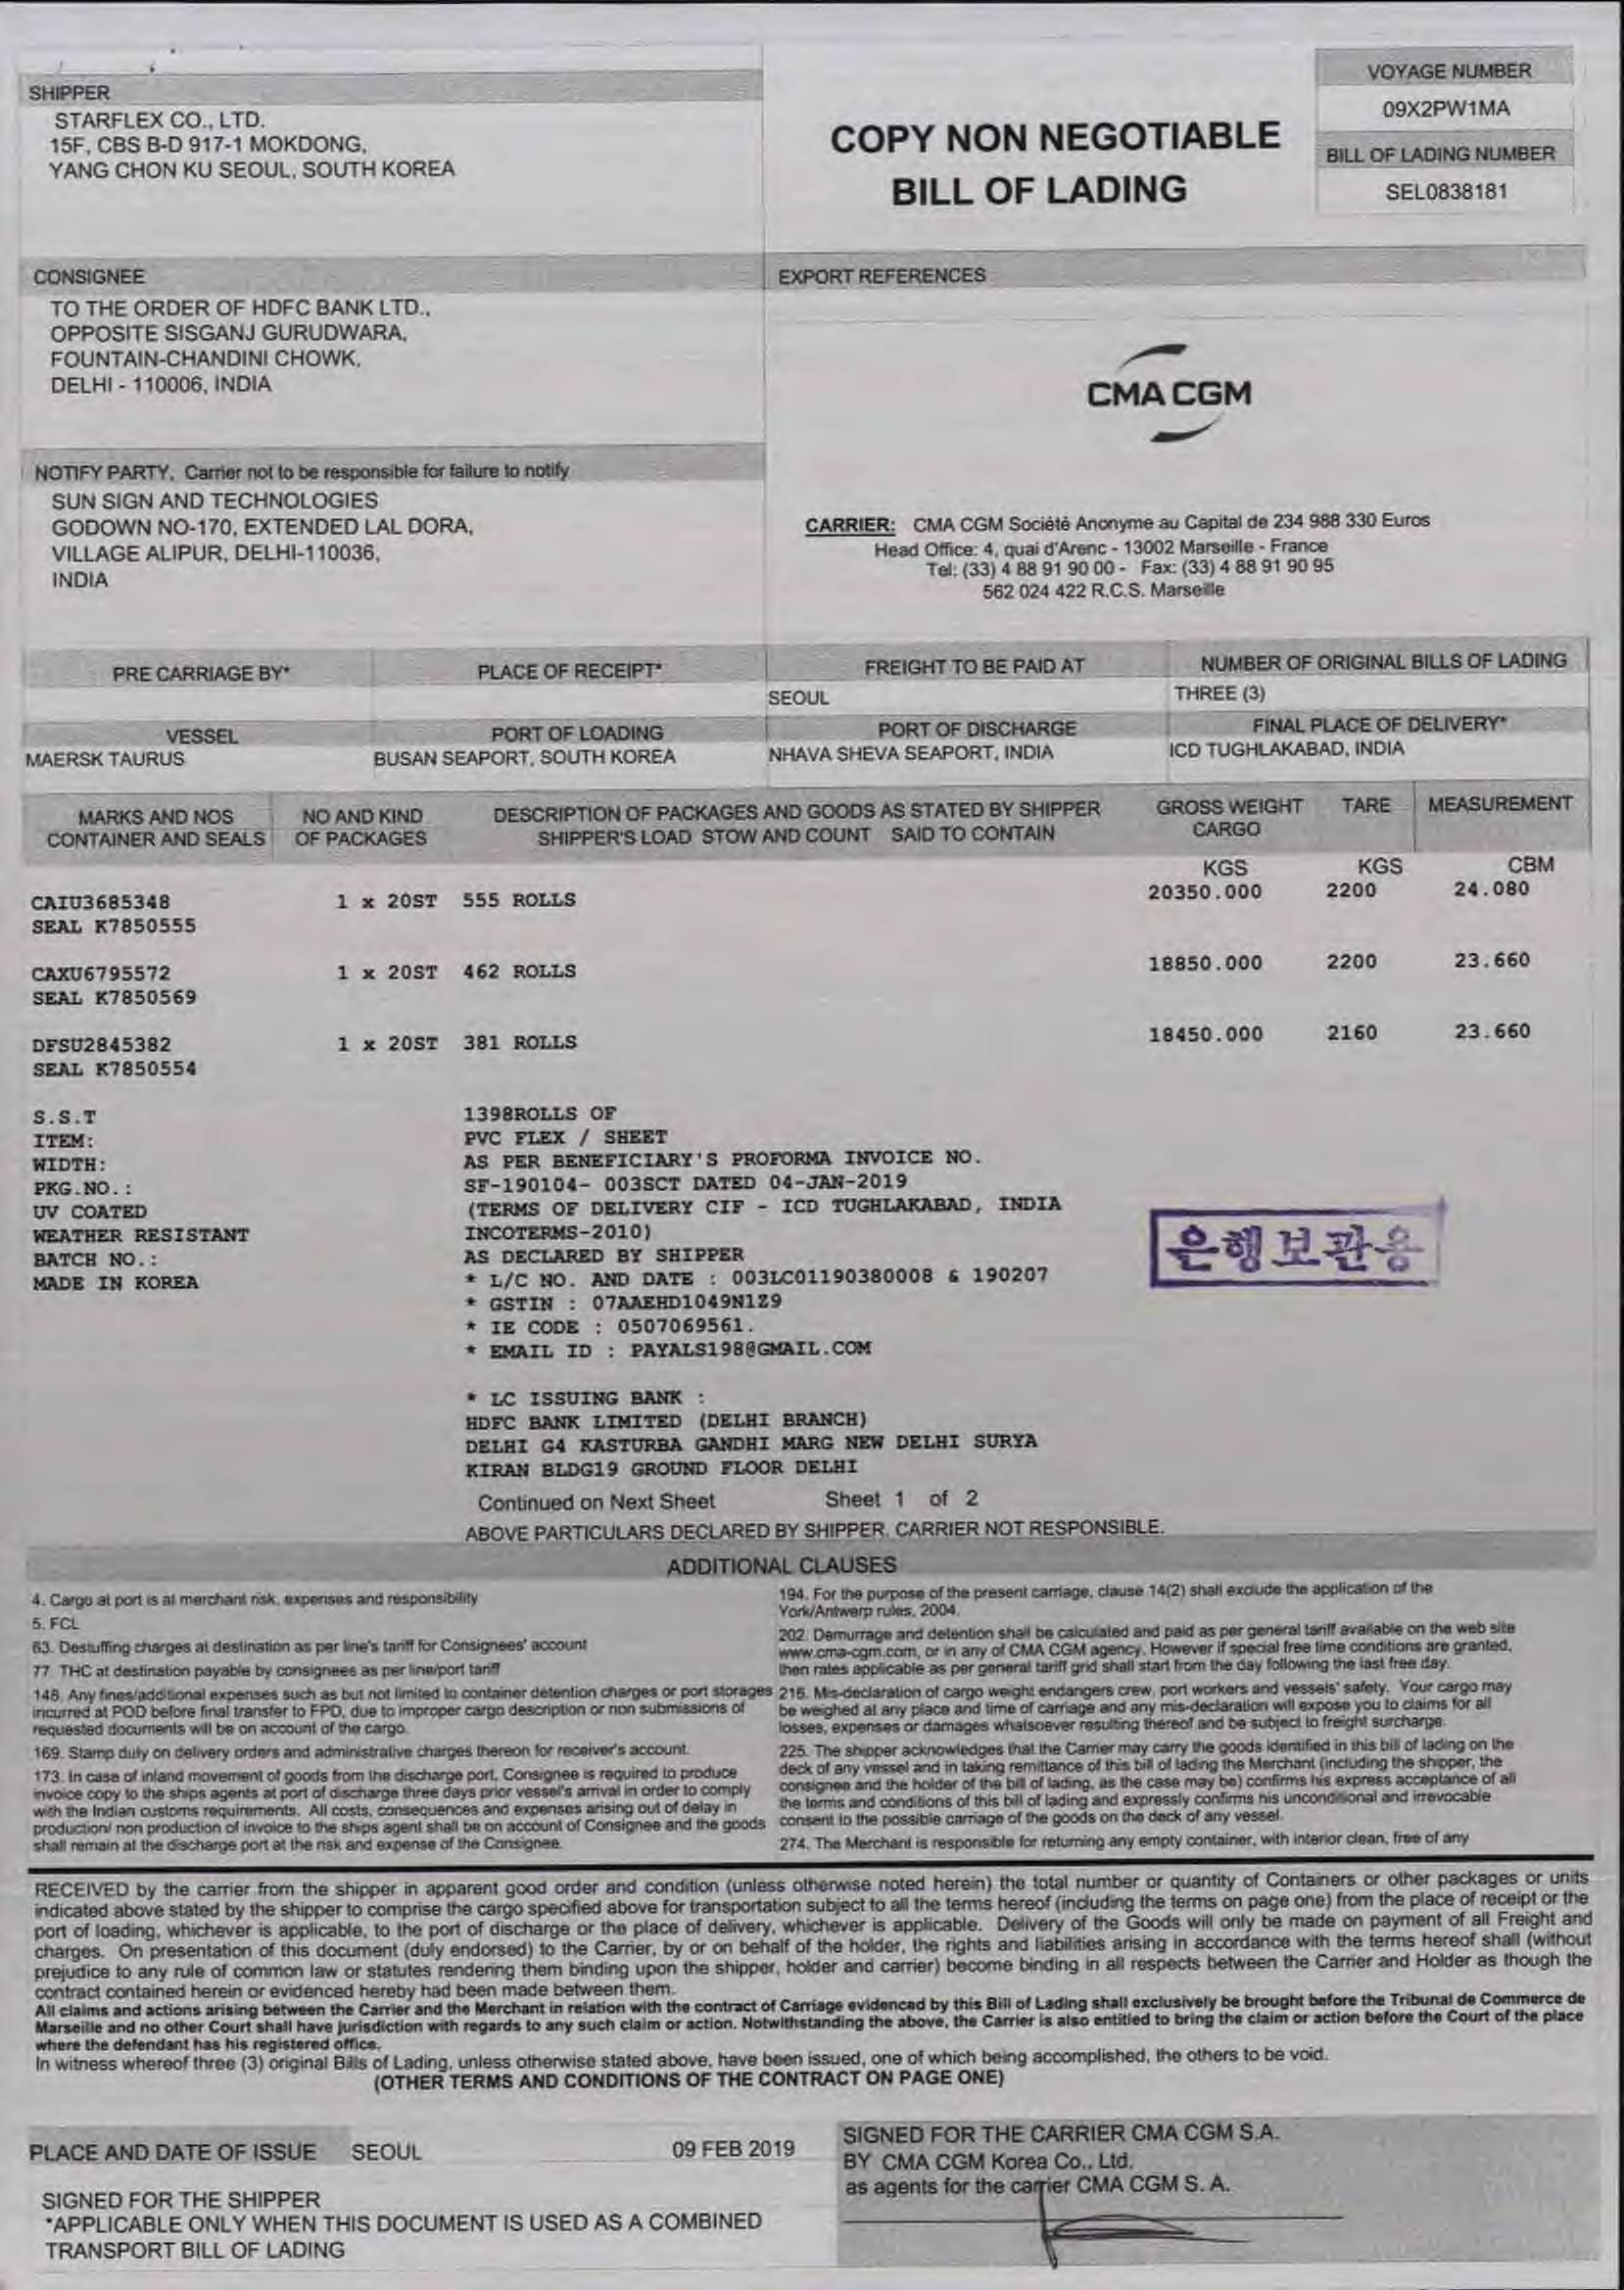 SHIPPER
STARFLEX CO., LTD.
15F, CBS B-D 917-1 MOKDONG,
YANG CHON KU SEOUL, SOUTH KOREA
COPY NON NEGOTIABLE
BILL OF LADING
VOYAGE NUMBER
09X2PW1MA
BILL OF LADING NUMBER
SEL0838181
CONSIGNEE
TO THE ORDER OF HDFC BANK LTD.,
OPPOSITE SISGANJ GURUDWARA,
FOUNTAIN-CHANDINI CHOWK,
DELHI - 110006, INDIA
EXPORT REFERENCES
CMA CGM
NOTIFY PARTY, Carrier not to be responsible for failure to notify
SUN SIGN AND TECHNOLOGIES
GODOWN NO-170, EXTENDED LAL DORA,
VILLAGE ALIPUR, DELHI-110036,
INDIA
CARRIER: CMA CGM Société Anonyme au Capital de 234 988 330 Euros
Head Office: 4, quai d'Arenc - 13002 Marseille - France
Tel: (33) 4 88 91 90 00 - Fax: (33) 4 88 91 90 95
562 024 422 R.C.S. Marseille
PRE CARRIAGE BY* PLACE OF RECEIPT* FREIGHT TO BE PAID AT NUMBER OF ORIGINAL BILLS OF LADING
SEOUL THREE (3)
VESSEL PORT OF LOADING PORT OF DISCHARGE FINAL PLACE OF DELIVERY*
MAERSK TAURUS BUSAN SEAPORT, SOUTH KOREA NHAVA SHEVA SEAPORT, INDIA ICD TUGHLAKABAD, INDIA
MARKS AND NOS NO AND KIND DESCRIPTION OF PACKAGES AND GOODS AS STATED BY SHIPPER GROSS WEIGHT TARE MEASUREMENT
CONTAINER AND SEALS OF PACKAGES SHIPPER'S LOAD STOW AND COUNT SAID TO CONTAIN CARGO
KGS KGS CBM
CAIU3685348 1 x 20ST 555 ROLLS 20350.000 2200 24.080
SEAL K7850555
CAXU6795572 1 x 20ST 462 ROLLS 18850.000 2200 23.660
SEAL K7850569
DFSU2845382 1 x 20ST 381 ROLLS 18450.000 2160 23.660
SEAL K7850554
S.S.T
ITEM:
WIDTH:
PKG.NO.:
UV COATED
WEATHER RESISTANT
BATCH NO.:
MADE IN KOREA
1398ROLLS OF
PVC FLEX / SHEET
AS PER BENEFICIARY'S PROFORMA INVOICE NO.
SF-190104- 003SCT DATED 04-JAN-2019
(TERMS OF DELIVERY CIF - ICD TUGHLAKABAD, INDIA
INCOTERMS-2010)
AS DECLARED BY SHIPPER
* L/C NO. AND DATE : 003LC01190380008 & 190207
* GSTIN : 07AAEHD1049N1Z9
* IE CODE : 0507069561.
* EMAIL ID : PAYALS198@GMAIL.COM
은행보관용
* LC ISSUING BANK :
HDFC BANK LIMITED (DELHI BRANCH)
DELHI G4 KASTURBA GANDHI MARG NEW DELHI SURYA
KIRAN BLDG19 GROUND FLOOR DELHI
Continued on Next Sheet Sheet 1 of 2
ABOVE PARTICULARS DECLARED BY SHIPPER. CARRIER NOT RESPONSIBLE.
ADDITIONAL CLAUSES
4. Cargo at port is at merchant risk, expenses and responsibility
5. FCL
63. Destuffing charges at destination as per line's tariff for Consignees' account
77. THC at destination payable by consignees as per line/port tariff
148. Any fines/additional expenses such as but not limited to container detention charges or port storages
incurred at POD before final transfer to FPD, due to improper cargo description or non submissions of
requested documents will be on account of the cargo.
169. Stamp duty on delivery orders and administrative charges thereon for receiver's account.
173. In case of inland movement of goods from the discharge port, Consignee is required to produce
invoice copy to the ships agents at port of discharge three days prior vessel's arrival in order to comply
with the Indian customs requirements. All costs, consequences and expenses arising out of delay in
production/ non production of invoice to the ships agent shall be on account of Consignee and the goods
shall remain at the discharge port at the risk and expense of the Consignee.
194. For the purpose of the present carriage, clause 14(2) shall exclude the application of the
York/Antwerp rules, 2004.
202. Demurrage and detention shall be calculated and paid as per general tariff available on the web site
www.cma-cgm.com, or in any of CMA CGM agency. However if special free time conditions are granted,
then rates applicable as per general tariff grid shall start from the day following the last free day.
216. Mis-declaration of cargo weight endangers crew, port workers and vessels' safety. Your cargo may
be weighed at any place and time of carriage and any mis-declaration will expose you to claims for all
losses, expenses or damages whatsoever resulting thereof and be subject to freight surcharge.
225. The shipper acknowledges that the Carrier may carry the goods identified in this bill of lading on the
deck of any vessel and in taking remittance of this bill of lading the Merchant (including the shipper, the
consignee and the holder of the bill of lading, as the case may be) confirms his express acceptance of all
the terms and conditions of this bill of lading and expressly confirms his unconditional and irrevocable
consent to the possible carriage of the goods on the deck of any vessel.
274. The Merchant is responsible for returning any empty container, with interior clean, free of any
RECEIVED by the carrier from the shipper in apparent good order and condition (unless otherwise noted herein) the total number or quantity of Containers or other packages or units
indicated above stated by the shipper to comprise the cargo specified above for transportation subject to all the terms hereof (including the terms on page one) from the place of receipt or the
port of loading, whichever is applicable, to the port of discharge or the place of delivery, whichever is applicable. Delivery of the Goods will only be made on payment of all Freight and
charges. On presentation of this document (duly endorsed) to the Carrier, by or on behalf of the holder, the rights and liabilities arising in accordance with the terms hereof shall (without
prejudice to any rule of common law or statutes rendering them binding upon the shipper, holder and carrier) become binding in all respects between the Carrier and Holder as though the
contract contained herein or evidenced hereby had been made between them.
All claims and actions arising between the Carrier and the Merchant in relation with the contract of Carriage evidenced by this Bill of Lading shall exclusively be brought before the Tribunal de Commerce de
Marseille and no other Court shall have jurisdiction with regards to any such claim or action. Notwithstanding the above, the Carrier is also entitled to bring the claim or action before the Court of the place
where the defendant has his registered office.
In witness whereof three (3) original Bills of Lading, unless otherwise stated above, have been issued, one of which being accomplished, the others to be void.
(OTHER TERMS AND CONDITIONS OF THE CONTRACT ON PAGE ONE)
PLACE AND DATE OF ISSUE SEOUL 09 FEB 2019
SIGNED FOR THE SHIPPER
*APPLICABLE ONLY WHEN THIS DOCUMENT IS USED AS A COMBINED
TRANSPORT BILL OF LADING
SIGNED FOR THE CARRIER CMA CGM S.A.
BY CMA CGM Korea Co., Ltd.
as agents for the carrier CMA CGM S. A.